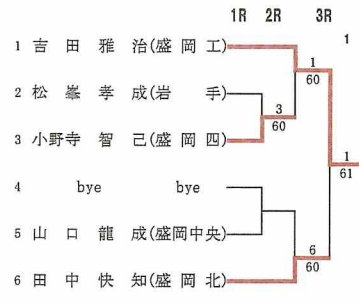 1R 2R 3R
1 吉田雅治(盛岡工)
2 松峯孝成(岩手)
3 小野寺智己(盛岡四)
4 bye bye
5 山口龍成(盛岡中央)
6 田中快知(盛岡北)
3
60
1
60
6
60
1
61
1